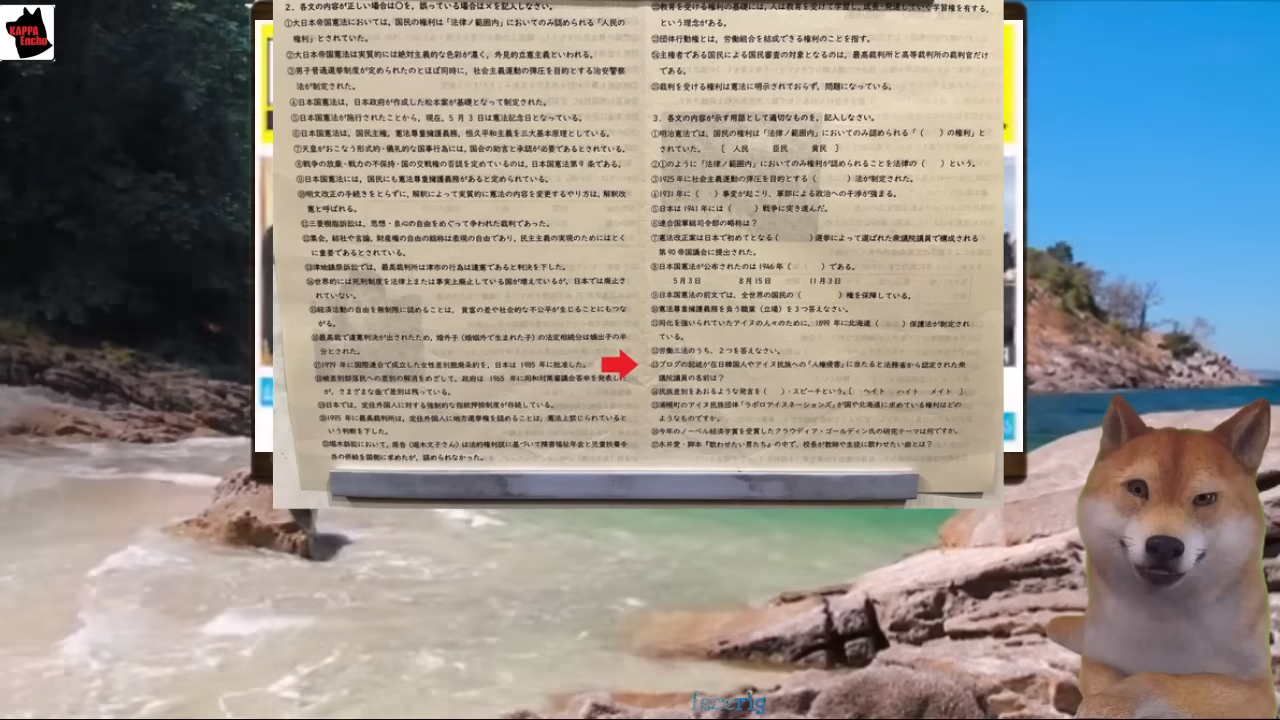 KAPPA
Encho
2．各文の内容が正しい場合は○を、誤っている場合は×を記入しなさい。
①大日本帝国憲法においては、国民の権利は「法律ノ範囲内」においてのみ認められる「人民の
権利」とされていた。
②大日本帝国憲法は実質的には絶対主義的な色彩が濃く、外見的立憲主義といわれる。
③男子普通選挙制度が定められたのとほぼ同時に、社会主義運動の弾圧を目的とする治安警察
法が制定された。
④日本国憲法は、日本政府が作成した松本案が基礎となって制定された。
⑤日本国憲法が施行されたことから、現在、5月3日は憲法記念日となっている。
⑥日本国憲法は、国民主権、憲法尊重擁護義務、恒久平和主義を三大基本原理としている。
⑦天皇がおこなう形式的・儀礼的な国事行為には、国会の助言と承認が必要であるとされている。
⑧戦争の放棄・戦力の不保持・国の交戦権の否認を定めているのは、日本国憲法第9条である。
⑨日本国憲法には、国民にも憲法尊重擁護義務があると定められている。
⑩明文改正の手続きをとらずに、解釈によって実質的に憲法の内容を変更するやり方は、解釈改
憲と呼ばれる。
⑪三菱樹脂訴訟は、思想・良心の自由をめぐって争われた裁判であった。
⑫集会、結社や言論、財産権の自由の総称は表現の自由であり、民主主義の実現のためにはとく
に重要であるとされている。
⑬津地鎮祭訴訟では、最高裁判所は津市の行為は違憲であると判決を下した。
⑭世界的には死刑制度を法律上または事実上廃止している国が増えているが、日本では廃止さ
れていない。
⑮経済活動の自由を無制限に認めることは、貧富の差や社会的な不公平が生じることにもつな
がる。
⑯最高裁で違憲判決が出されたため、婚外子（婚姻外で生まれた子）の法定相続分は嫡出子の半
分とされた。
⑰1979年に国際連合で成立した女性差別撤廃条約を、日本は1985年に批准した。
⑱被差別部落民への差別の解消をめざして、政府は1965年に同和対策審議会答申を発表した
が、さまざまな面で差別は残っている。
⑲日本では、定住外国人に対する強制的な指紋押捺制度が存続している。
⑳1995年に最高裁判所は、定住外国人に地方選挙権を認めることは、憲法上禁じられていると
いう判断を下した。
㉑堀木訴訟において、原告（堀木文子さん）は法的権利説に基づいて障害福祉年金と児童扶養手
当の併給を国側に求めたが、認められなかった。
㉒教育を受ける権利の基礎には、人は教育を受けて学習し、成長・発達していく学習権を有する、
という理念がある。
㉓団体行動権とは、労働組合を結成できる権利のことを指す。
㉔主権者である国民による国民審査の対象となるのは、最高裁判所と高等裁判所の裁判官だけ
である。
㉕裁判を受ける権利は憲法に明示されておらず、問題になっている。
3．各文の内容が示す用語として適切なものを、記入しなさい。
①明治憲法では、国民の権利は「法律ノ範囲内」においてのみ認められる「（　）の権利」と
されていた。　［　人民　　臣民　　黄民　］
②①のように「法律ノ範囲内」においてのみ権利が認められることを法律の（　）という。
③1925年に社会主義運動の弾圧を目的とする（　　　）法が制定された。
④1931年に（　　）事変が起こり、軍部による政治への干渉が強まる。
⑤日本は1941年には（　　）戦争に突き進んだ。
⑥連合国軍総司令部の略称は？
⑦憲法改正案は日本で初めてとなる（　　　）選挙によって選ばれた衆議院議員で構成される
第90帝国議会に提出された。
⑧日本国憲法が公布されたのは1946年（　　）である。
5月3日　　8月15日　　11月3日
⑨日本国憲法の前文では、全世界の国民の（　　　）権を保障している。
⑩憲法尊重擁護義務を負う職業（立場）を3つ答えなさい。
⑪同化を強いられていたアイヌの人々のために、1899年に北海道（　　）保護法が制定され
ている。
⑫労働三法のうち、2つを答えなさい。
⑬ブログの記述が在日韓国人やアイヌ民族への「人権侵害」に当たると法務省から認定された衆
議院議員の名前は？
⑭民族差別をあおるような発言を（　　）・スピーチという。［　ヘイト　ハイト　メイト　］
⑮浦幌町のアイヌ民族団体「ラポロアイヌネーションズ」が国や北海道に求めている権利はどの
ようなものですか。
⑯今年のノーベル経済学賞を受賞したクラウディア・ゴールディン氏の研究テーマは何ですか。
⑰永井愛・脚本『歌わせたい男たち』の中で、校長が教師や生徒に歌わせたい曲とは？
facerig